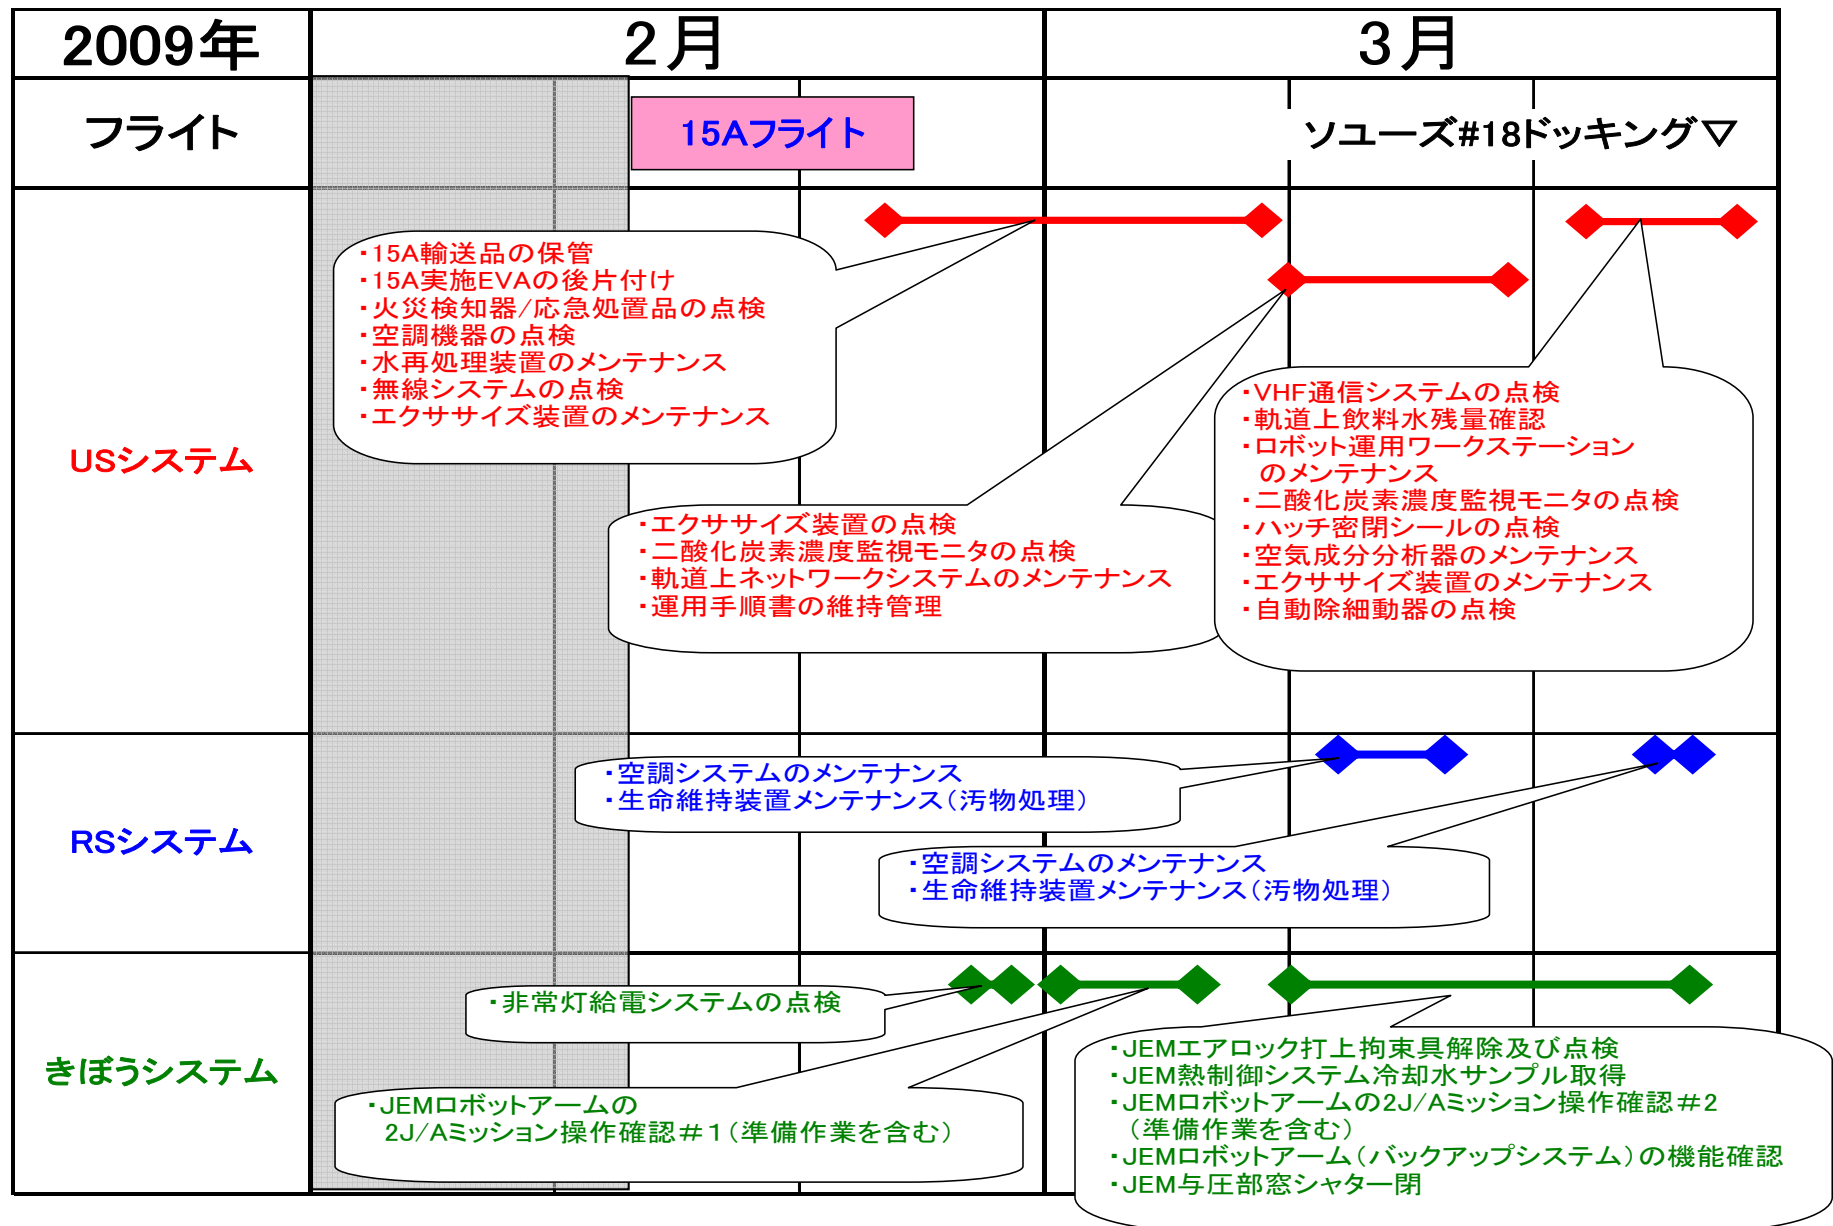 2009年
2月
3月
フライト
15Aフライト
ソユーズ#18ドッキング▽
USシステム
・15A輸送品の保管
・15A実施EVAの後片付け
・火災検知器/応急処置品の点検
・空調機器の点検
・水再処理装置のメンテナンス
・無線システムの点検
・エクササイズ装置のメンテナンス
・エクササイズ装置の点検
・二酸化炭素濃度監視モニタの点検
・軌道上ネットワークシステムのメンテナンス
・運用手順書の維持管理
・VHF通信システムの点検
・軌道上飲料水残量確認
・ロボット運用ワークステーション
のメンテナンス
・二酸化炭素濃度監視モニタの点検
・ハッチ密閉シールの点検
・空気成分分析器のメンテナンス
・エクササイズ装置のメンテナンス
・自動除細動器の点検
RSシステム
・空調システムのメンテナンス
・生命維持装置メンテナンス(汚物処理)
・空調システムのメンテナンス
・生命維持装置メンテナンス(汚物処理)
きぼうシステム
・非常灯給電システムの点検
・JEMロボットアームの
2J/Aミッション操作確認＃1(準備作業を含む)
・JEMエアロック打上拘束具解除及び点検
・JEM熱制御システム冷却水サンプル取得
・JEMロボットアームの2J/Aミッション操作確認＃2
(準備作業を含む)
・JEMロボットアーム(バックアップシステム)の機能確認
・JEM与圧部窓シャター閉